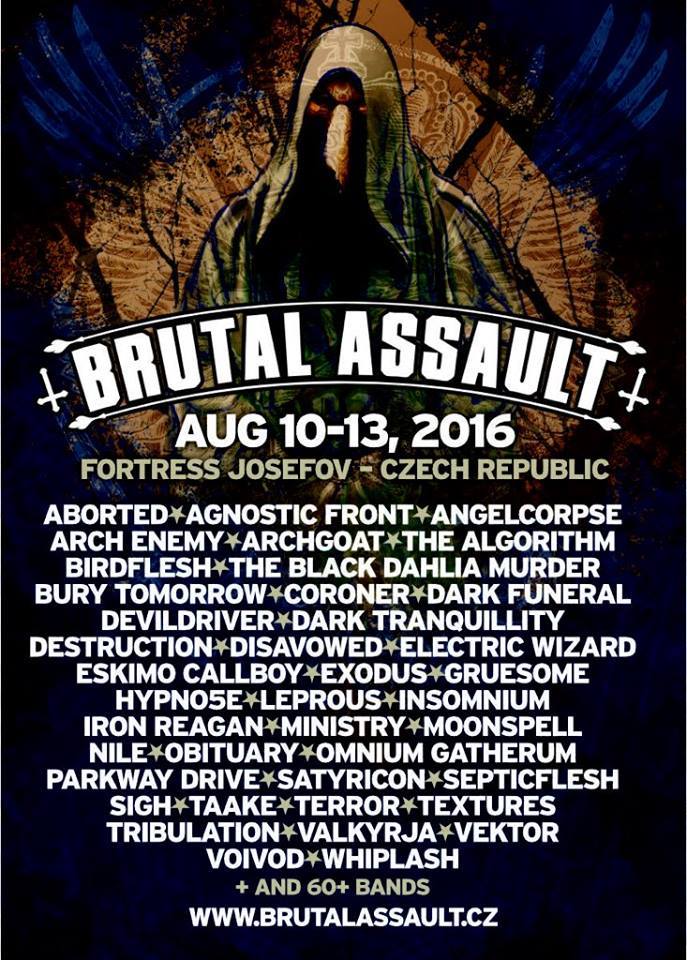 BRUTAL ASSAULT
AUG 10-13, 2016
FORTRESS JOSEFOV - CZECH REPUBLIC
ABORTED★AGNOSTIC FRONT★ANGELCORPSE
ARCH ENEMY★ARCHGOAT★THE ALGORITHM
BIRDFLESH★THE BLACK DAHLIA MURDER
BURY TOMORROW★CORONER★DARK FUNERAL
DEVILDRIVER★DARK TRANQUILLITY
DESTRUCTION★DISAVOWED★ELECTRIC WIZARD
ESKIMO CALLBOY★EXODUS★GRUESOME
HYPNO5E★LEPROUS★INSOMNIUM
IRON REAGAN★MINISTRY★MOONSPELL
NILE★OBITUARY★OMNIUM GATHERUM
PARKWAY DRIVE★SATYRICON★SEPTICFLESH
SIGH★TAAKE★TERROR★TEXTURES
TRIBULATION★VALKYRJA★VEKTOR
VOIVOD★WHIPLASH
+ AND 60+ BANDS
WWW.BRUTALASSAULT.CZ